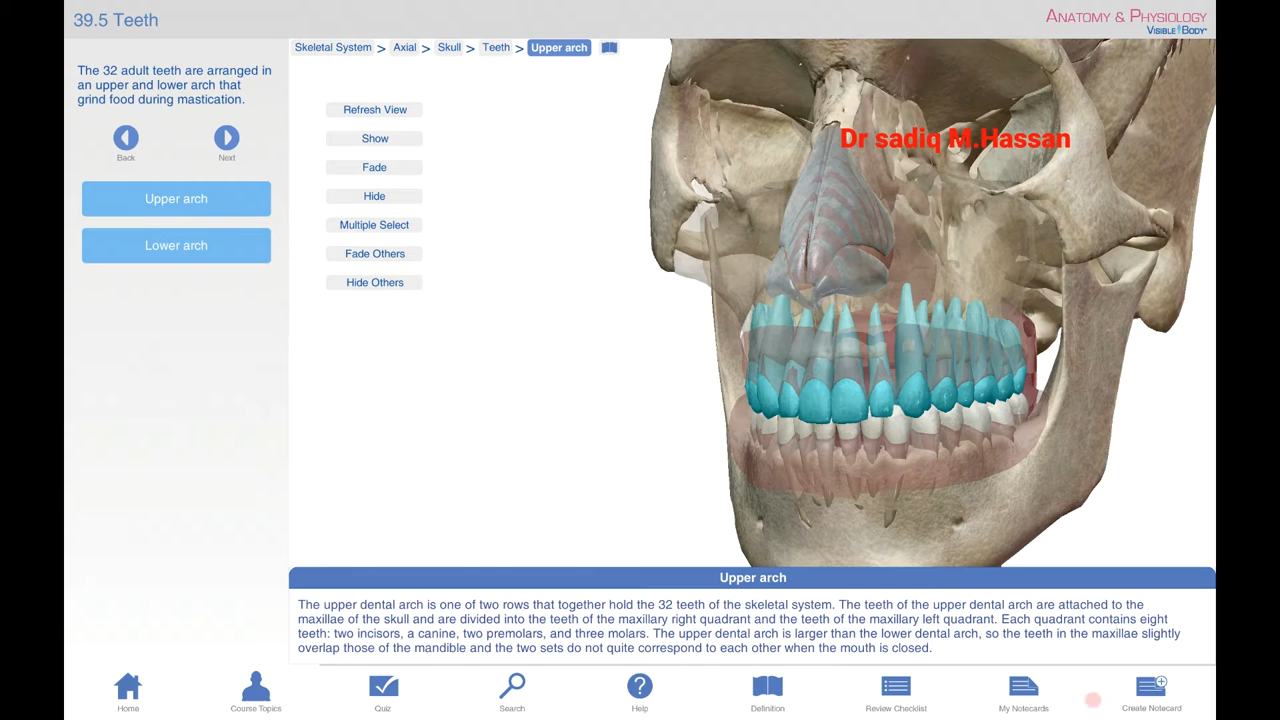 39.5 Teeth
ANATOMY & PHYSIOLOGY
VISIBLE BODY
Skeletal System > Axial > Skull > Teeth > Upper arch
The 32 adult teeth are arranged in
an upper and lower arch that
grind food during mastication.
Back
Next
Upper arch
Lower arch
Refresh View
Show
Fade
Hide
Multiple Select
Fade Others
Hide Others
Dr sadiq M.Hassan
Upper arch
The upper dental arch is one of two rows that together hold the 32 teeth of the skeletal system. The teeth of the upper dental arch are attached to the
maxillae of the skull and are divided into the teeth of the maxillary right quadrant and the teeth of the maxillary left quadrant. Each quadrant contains eight
teeth: two incisors, a canine, two premolars, and three molars. The upper dental arch is larger than the lower dental arch, so the teeth in the maxillae slightly
overlap those of the mandible and the two sets do not quite correspond to each other when the mouth is closed.
Home
Course Topics
Quiz
Search
Help
Definition
Review Checklist
My Notecards
Create Notecard